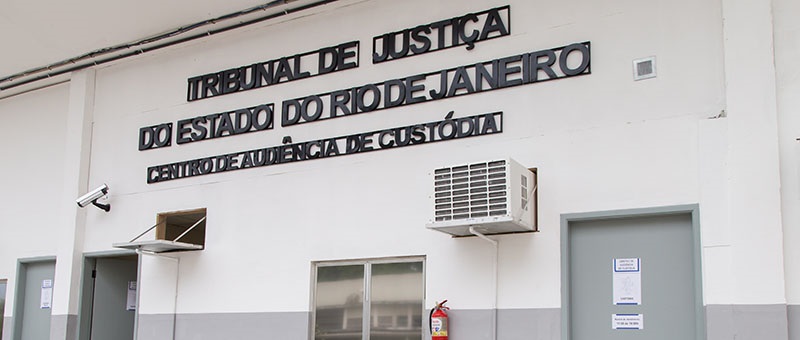 TRIBUNAL DE JUSTIÇA
DO ESTADO DO RIO DE JANEIRO
CENTRO DE AUDIÊNCIA DE CUSTÓDIA